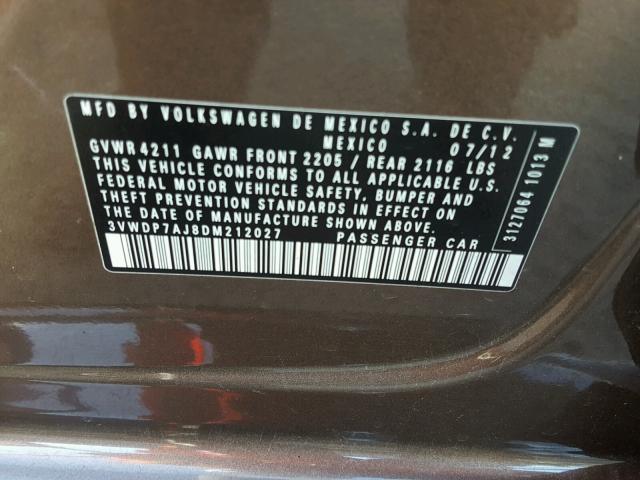 MFD BY VOLKSWAGEN DE MEXICO S.A. DE C.V.
MEXICO 07/12
GVWR 4211 GAWR FRONT 2205 / REAR 2116 LBS
THIS VEHICLE CONFORMS TO ALL APPLICABLE U.S.
FEDERAL MOTOR VEHICLE SAFETY, BUMPER AND
THEFT PREVENTION STANDARDS IN EFFECT ON
THE DATE OF MANUFACTURE SHOWN ABOVE.
3VWDP7AJ8DM212027 PASSENGER CAR
3127064 1013 M